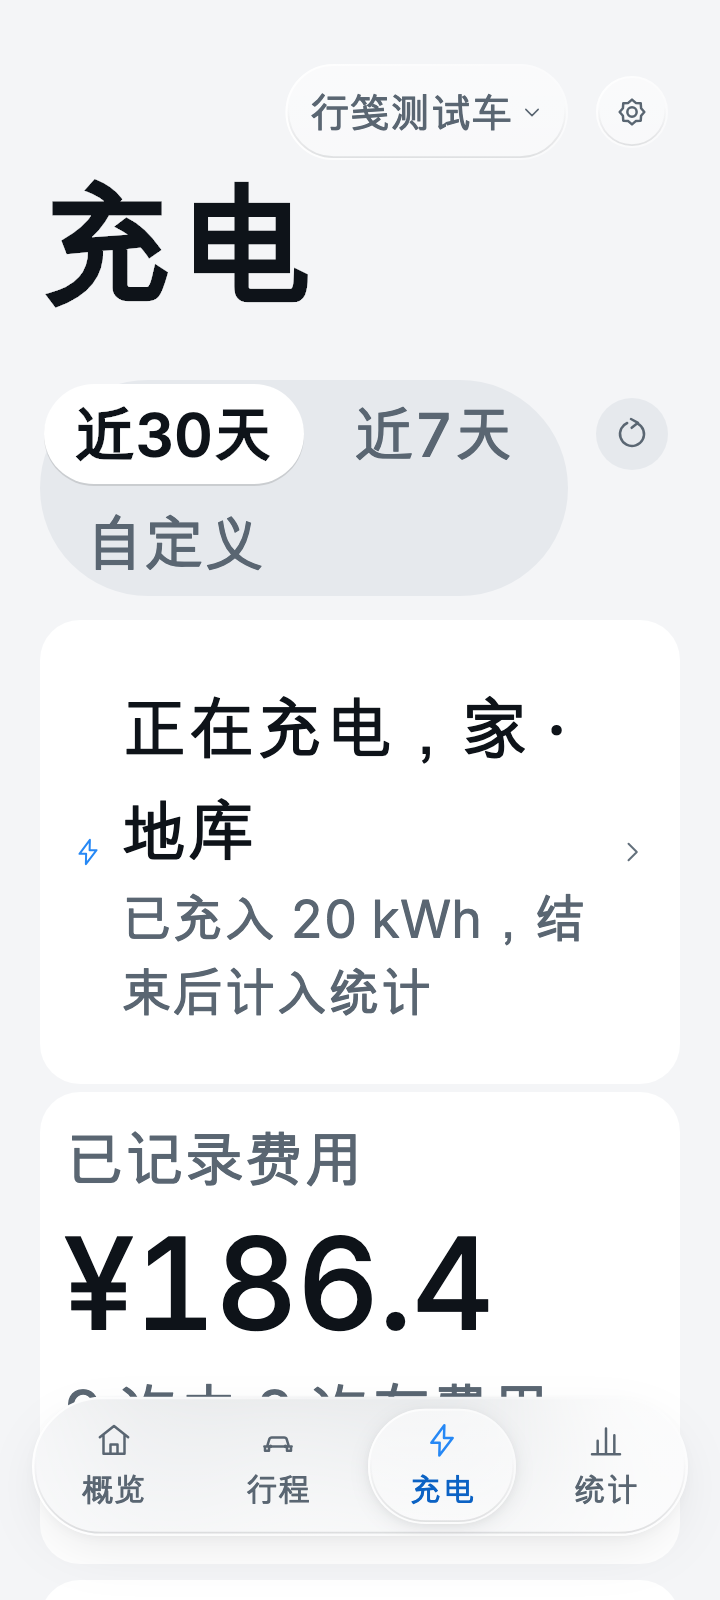 行笺测试车
充电
近30天
近7天
自定义
正在充电，家 ·
地库
已充入 20 kWh，结
束后计入统计
已记录费用
¥186.4
概览
行程
充电
统计